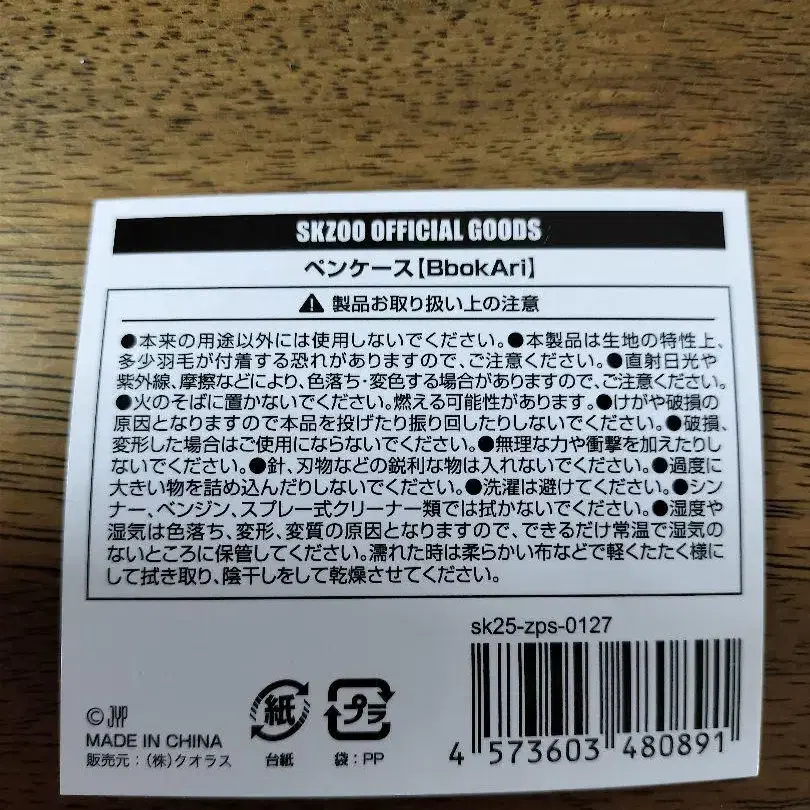 SKZOO OFFICIAL GOODS
ペンケース【BbokAri】
製品お取り扱い上の注意
●本来の用途以外には使用しないでください。●本製品は生地の特性上、
多少羽毛が付着する恐れがありますので、ご注意ください。●直射日光や
紫外線、摩擦などにより、色落ち・変色する場合がありますので、ご注意ください。
●火のそばに置かないでください。燃える可能性があります。●けがや破損の
原因となりますので本品を投げたり振り回したりしないでください。●破損、
変形した場合はご使用にならないでください。●無理な力や衝撃を加えたりし
ないでください。●針、刃物などの鋭利な物は入れないでください。●過度に
大きい物を詰め込んだりしないでください。●洗濯は避けてください。●シン
ナー、ベンジン、スプレー式クリーナー類では拭かないでください。●温度や
湿気は色落ち、変形、変質の原因となりますので、できるだけ常温で湿気の
ないところに保管してください。濡れた時は柔らかい布などで軽くたたく様に
して拭き取り、陰干しをして乾燥させてください。
sk25-zps-0127
©JYP
MADE IN CHINA
販売元：(株)クオラス
紙
台紙
プラ
袋：PP
4 573603 480891